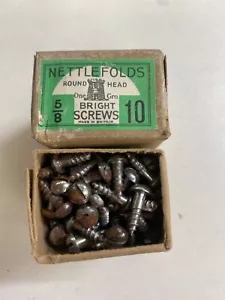 NETTLEFOLDS
ROUND HEAD
One Gro
5/8 BRIGHT 10
SCREWS
MADE IN BRITAIN